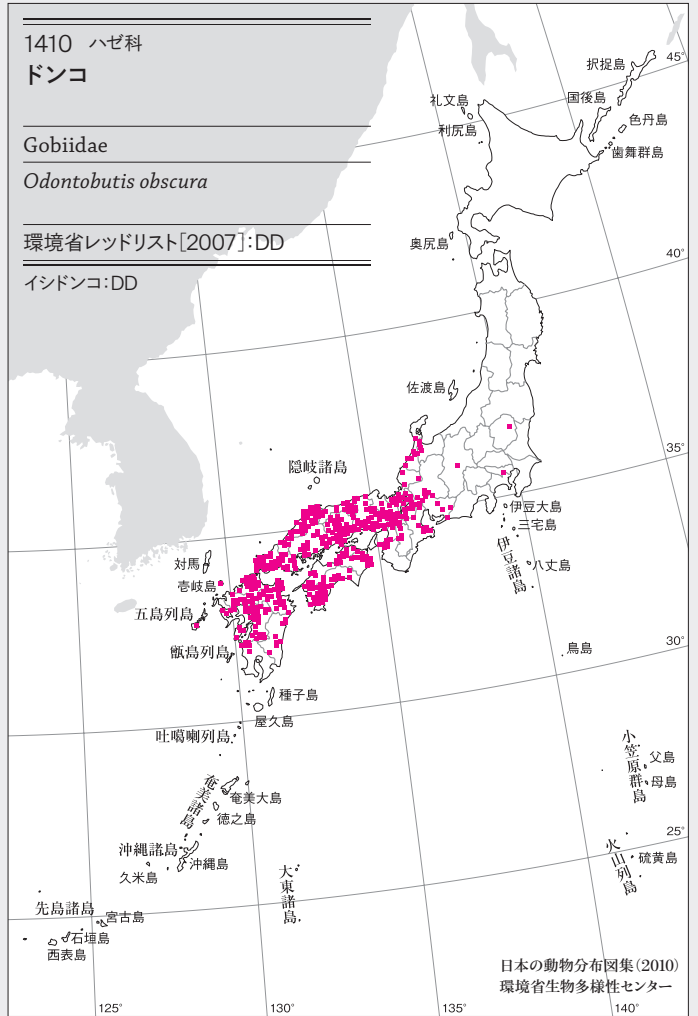 1410 ハゼ科
ドンコ
Gobiidae
Odontobutis obscura
環境省レッドリスト[2007]:DD
イシドンコ:DD
択捉島
45°
礼文島
国後島
色丹島
利尻島
歯舞群島
奥尻島
40°
佐渡島
35°
隠岐諸島
伊豆大島
三宅島
伊豆諸島
八丈島
対馬
壱岐島
五島列島
甑島列島
鳥島
30°
種子島
屋久島
吐噶喇列島
小笠原群島
父島
母島
奄美諸島
奄美大島
徳之島
25°
沖縄諸島
沖縄島
久米島
火山列島
硫黄島
大東諸島
先島諸島
宮古島
石垣島
西表島
日本の動物分布図集(2010)
環境省生物多様性センター
125°
130°
135°
140°